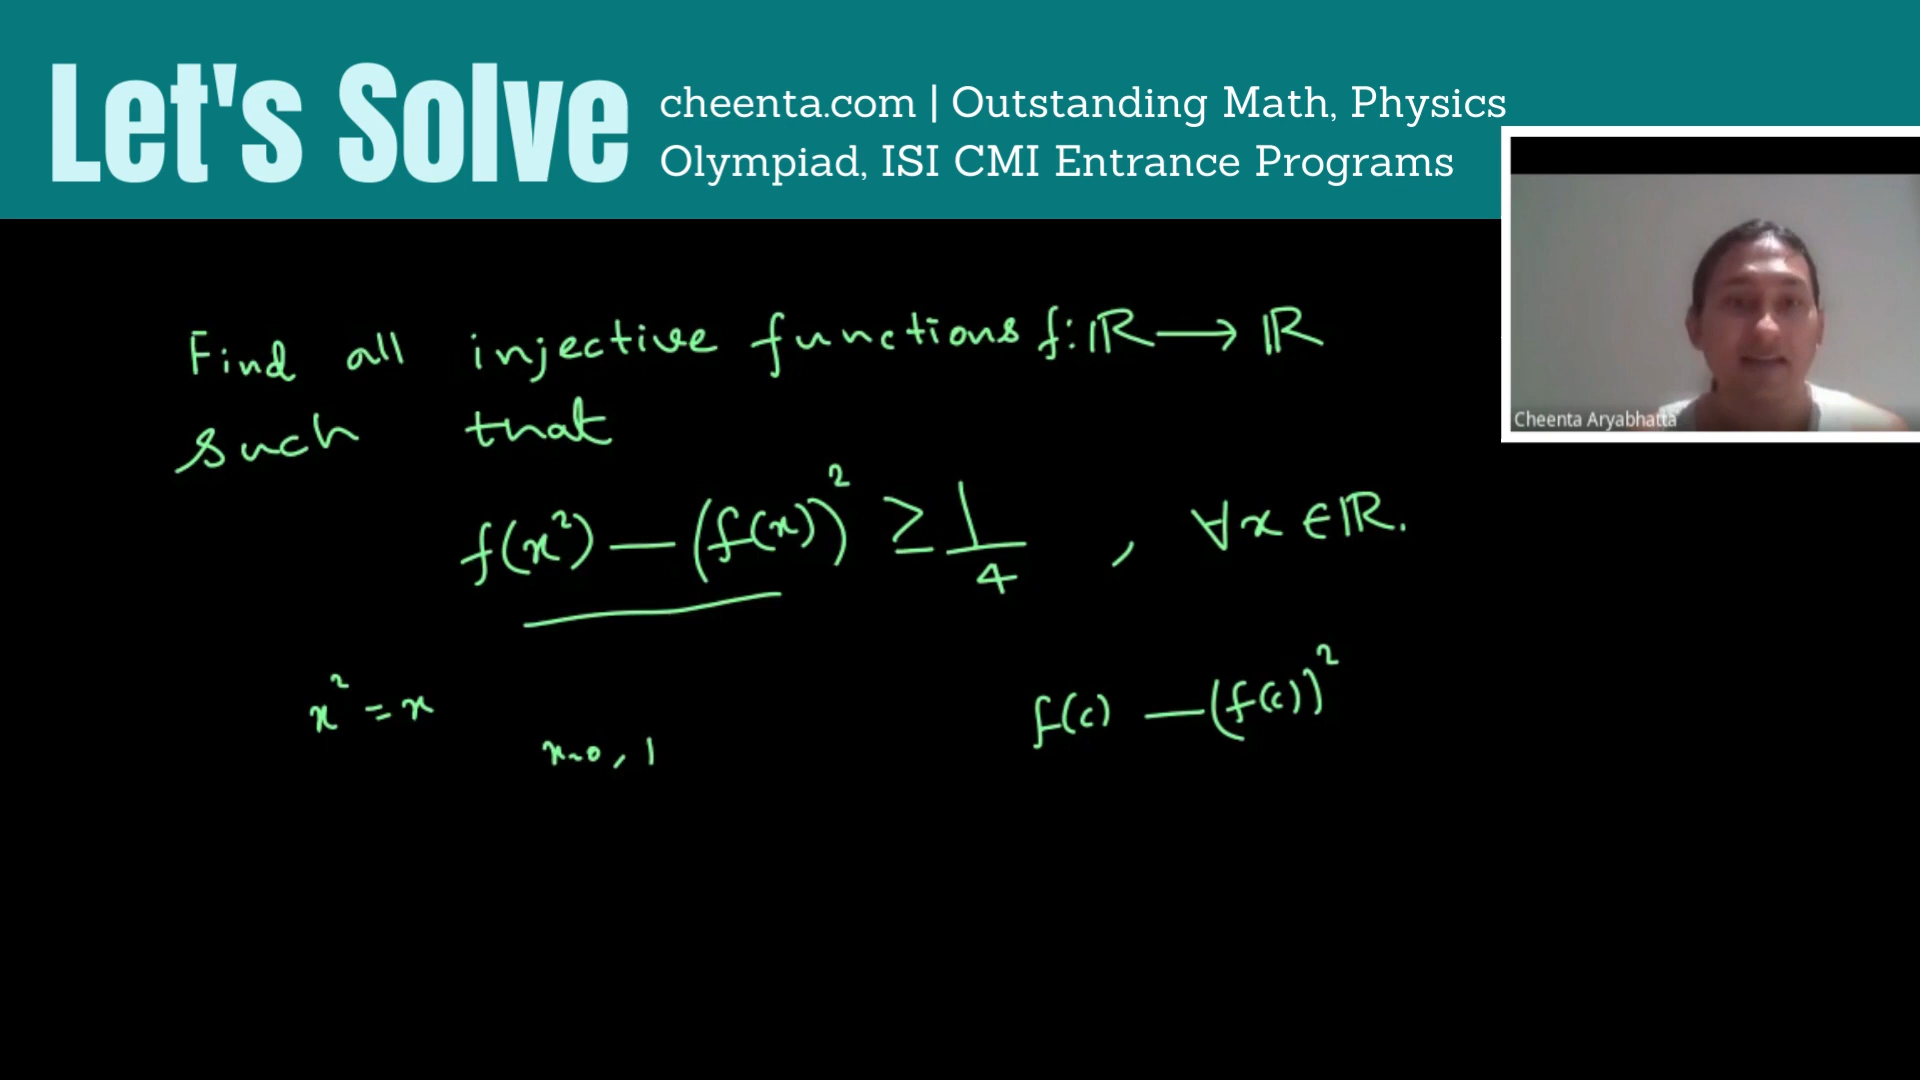 Let's Solve
cheenta.com | Outstanding Math, Physics
Olympiad, ISI CMI Entrance Programs
Cheenta Aryabhatta
Find all injective functions f: ℝ ⟶ ℝ
such that
f(x²) — (f(x))² ≥ 1/4 , ∀x ∈ ℝ.
x² = x
f(c) — (f(c))²
x=0, 1